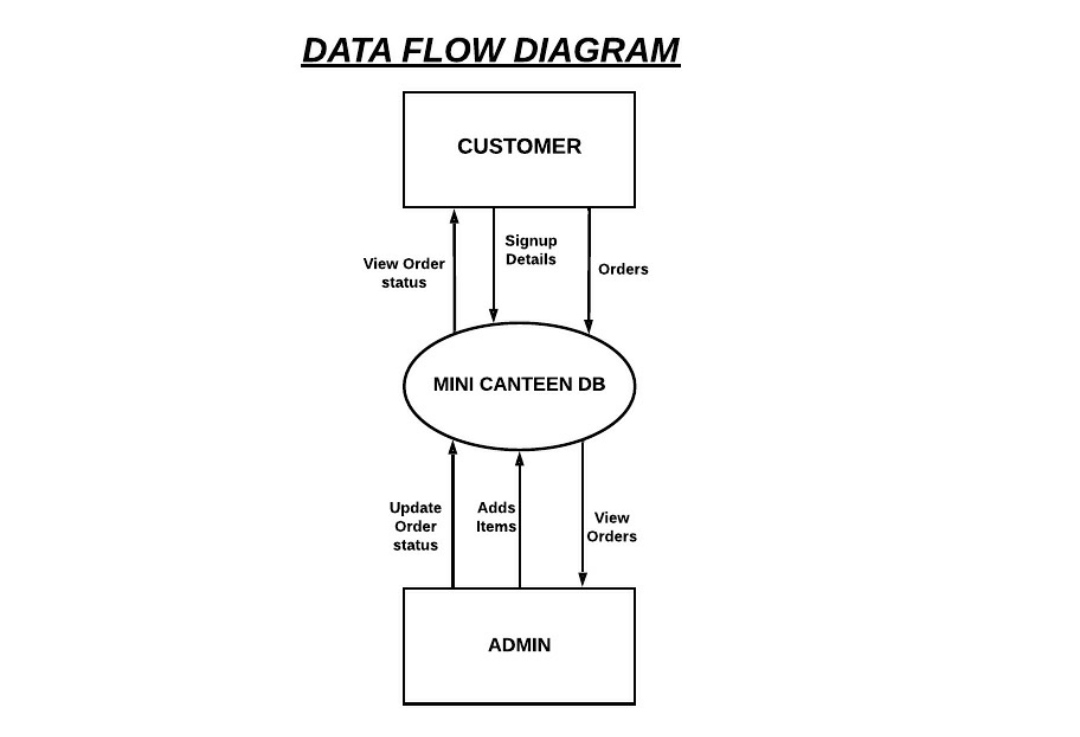 DATA FLOW DIAGRAM
CUSTOMER
View Order
status
Signup
Details
Orders
MINI CANTEEN DB
Update
Order
status
Adds
Items
View
Orders
ADMIN